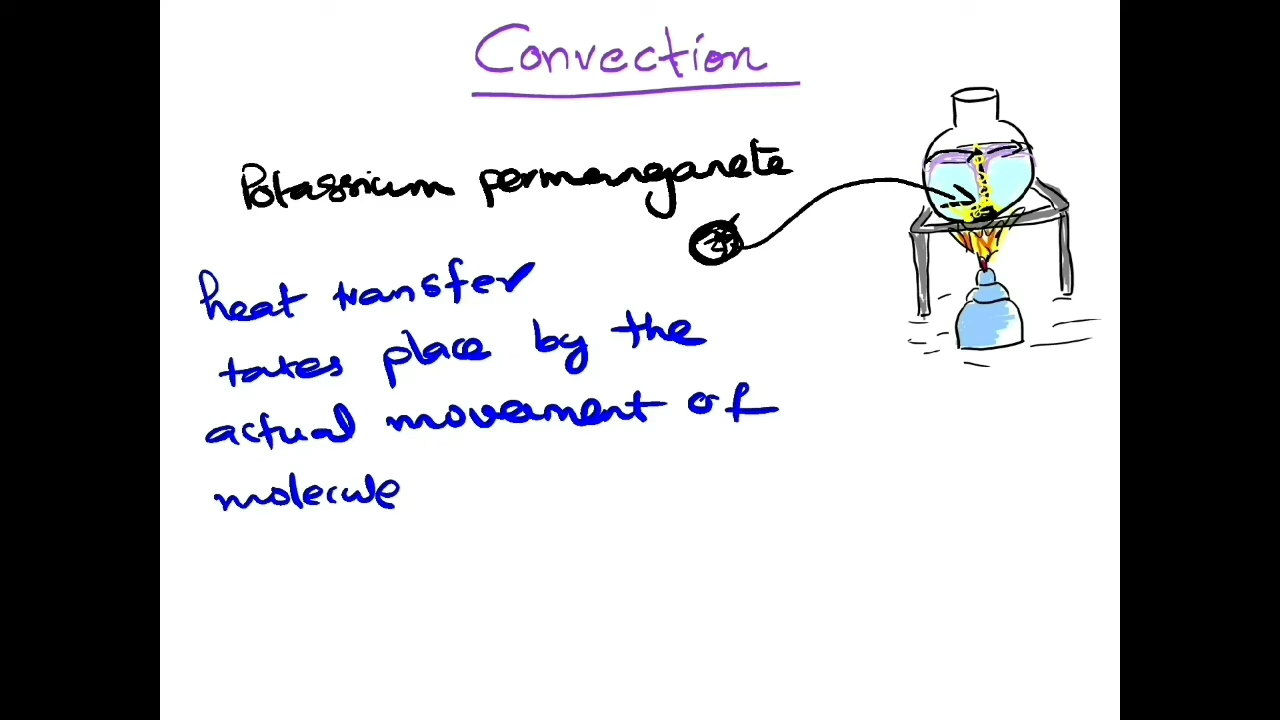 Convection
Potassium permanganete
heat transfer
takes place by the
actual movement of
molecule